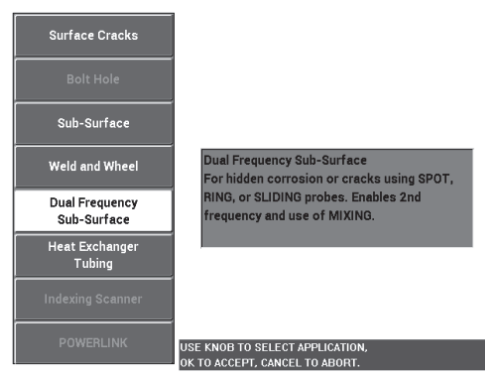 Surface Cracks
Bolt Hole
Sub-Surface
Weld and Wheel
Dual Frequency
Sub-Surface
Heat Exchanger
Tubing
Indexing Scanner
POWERLINK
Dual Frequency Sub-Surface
For hidden corrosion or cracks using SPOT,
RING, or SLIDING probes. Enables 2nd
frequency and use of MIXING.
USE KNOB TO SELECT APPLICATION,
OK TO ACCEPT, CANCEL TO ABORT.